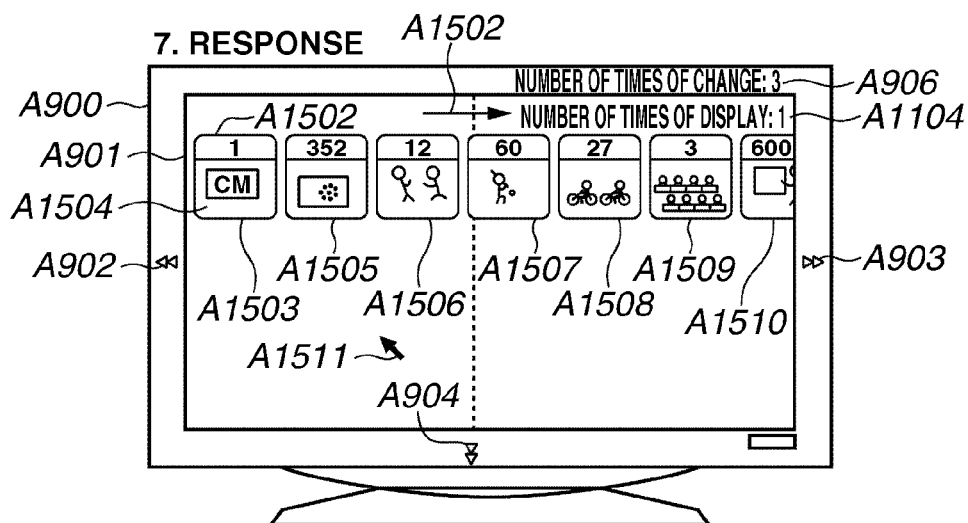 7. RESPONSE
A1502
NUMBER OF TIMES OF CHANGE: 3
A906
A900
A1502
NUMBER OF TIMES OF DISPLAY: 1
A1104
A901
1 352 12 60 27 3 600
CM
A1504
A902
A1505
A1507
A1509
A903
A1503
A1506
A1508
A1510
A1511
A904